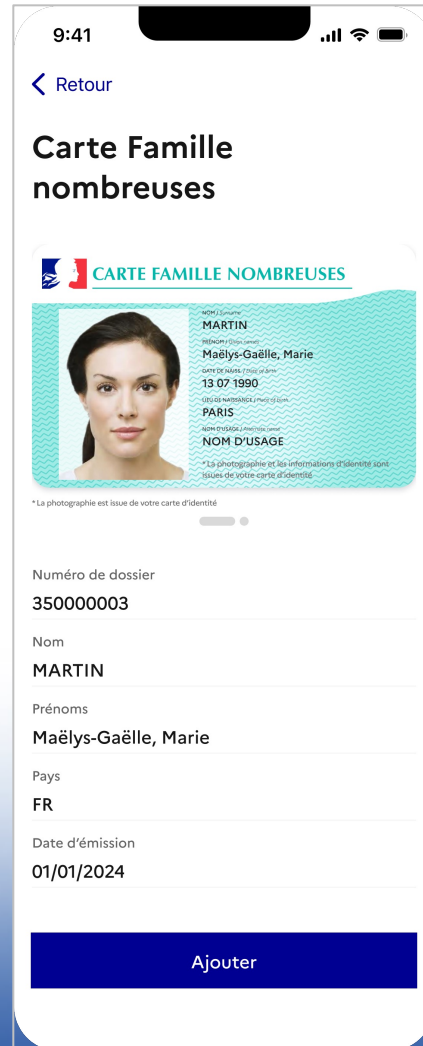 9:41
Retour
Carte Famille
nombreuses
CARTE FAMILLE NOMBREUSES
NOM / Surname
MARTIN
PRÉNOM / Given names
Maëlys-Gaëlle, Marie
DATE DE NAISS. / Date of Birth
13 07 1990
LIEU DE NAISSANCE / Place of birth
PARIS
NOM D'USAGE / Alternate name
NOM D'USAGE
* La photographie et les informations d'identité sont
issues de votre carte d'identité
* La photographie est issue de votre carte d'identité
Numéro de dossier
350000003
Nom
MARTIN
Prénoms
Maëlys-Gaëlle, Marie
Pays
FR
Date d'émission
01/01/2024
Ajouter